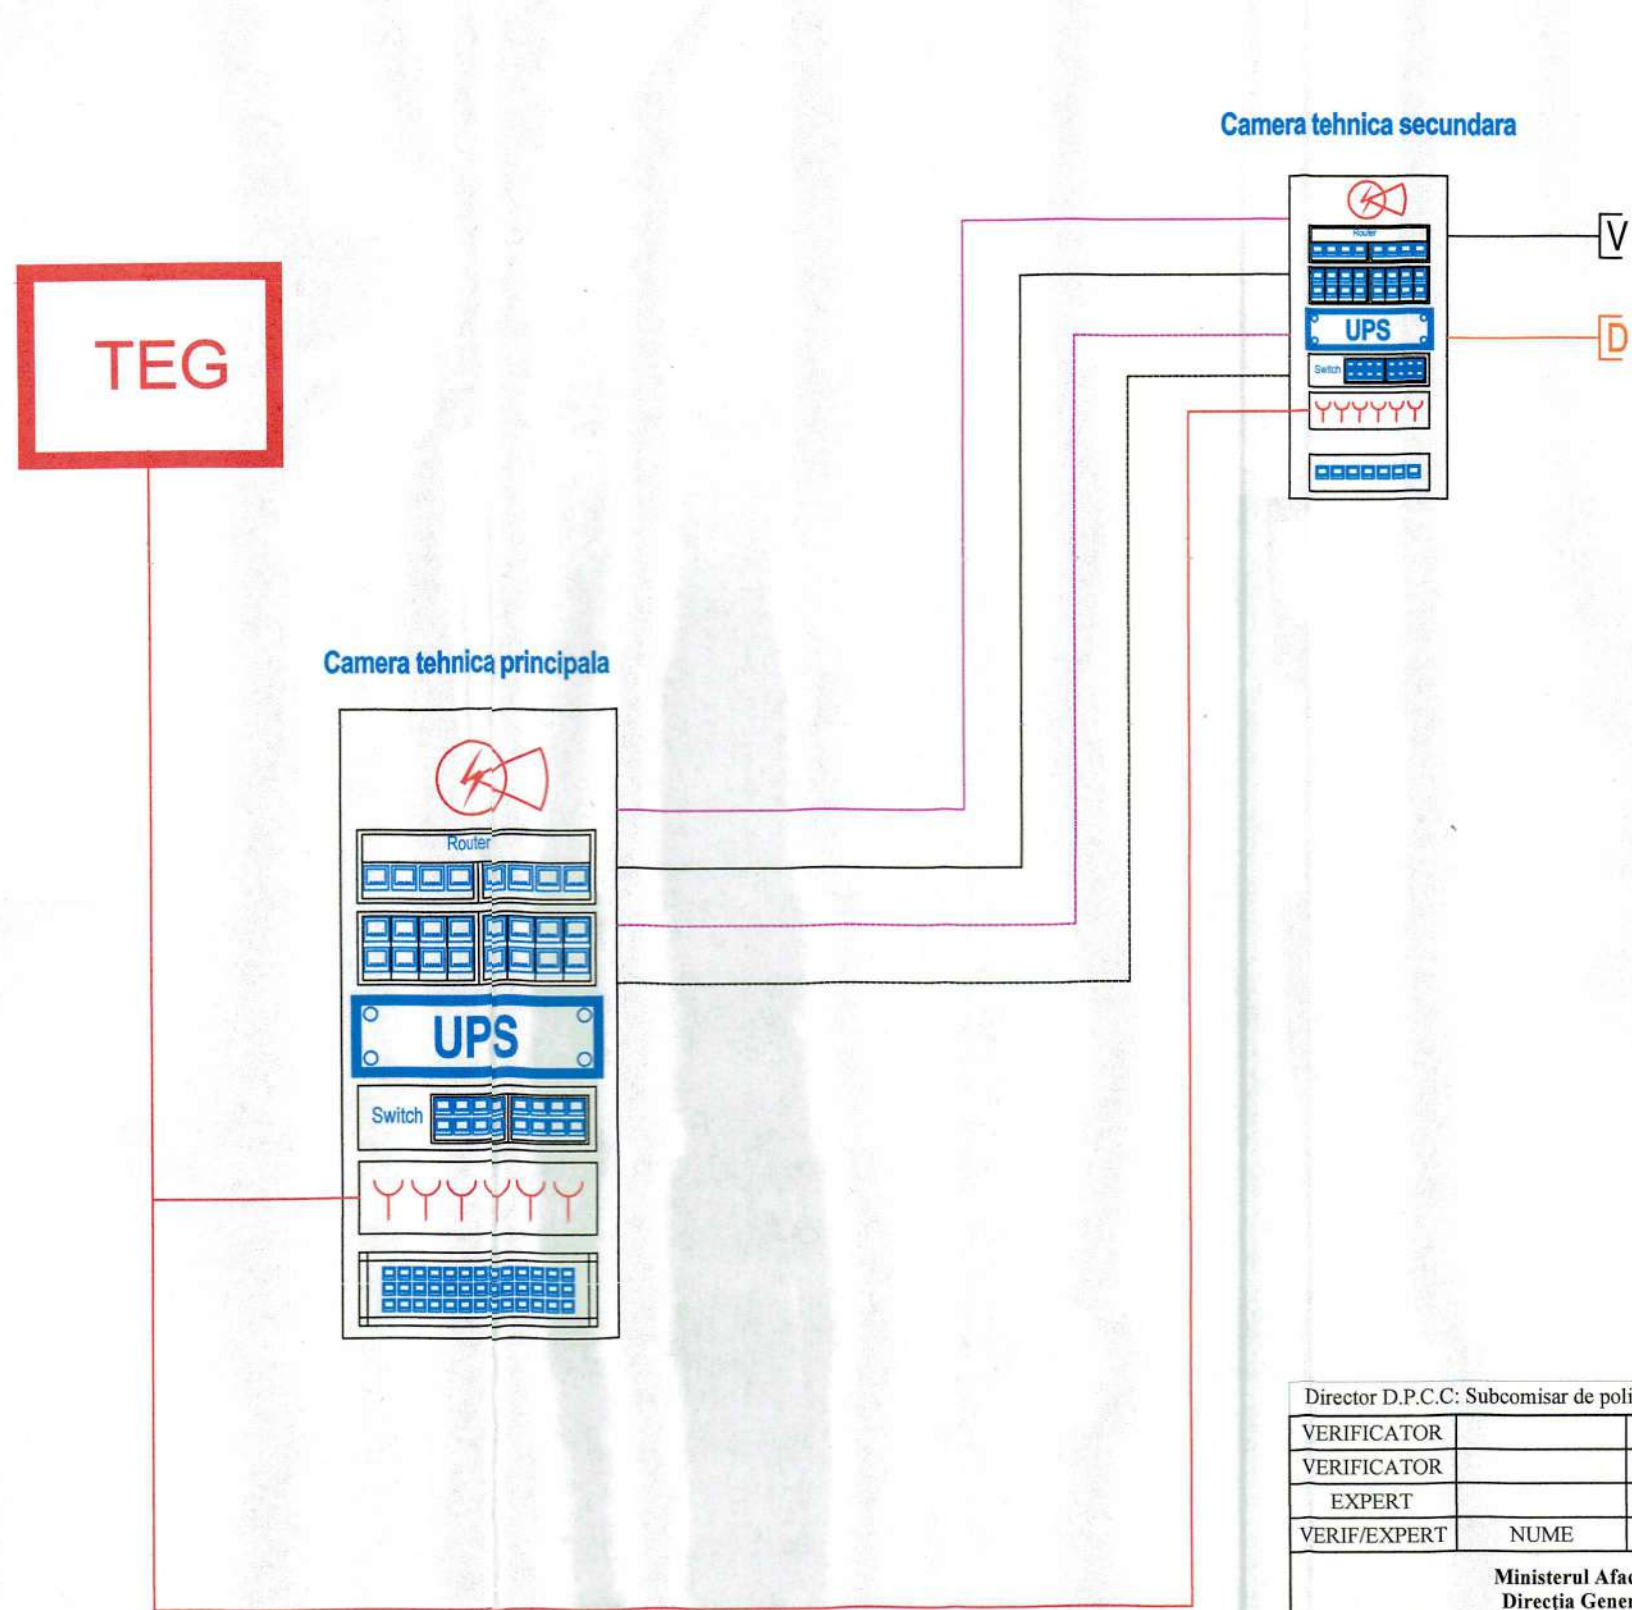 Camera tehnica secundara
Router
UPS
Switch
V
D
TEG
Camera tehnica principala
Router
UPS
Switch
Director D.P.C.C: Subcomisar de poli
VERIFICATOR
VERIFICATOR
EXPERT
VERIF/EXPERT NUME
Ministerul Afac
Direcția Gener